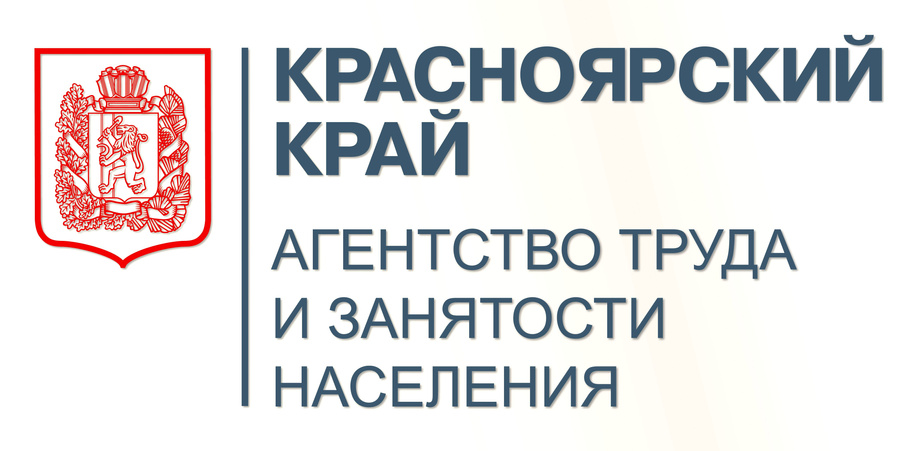 КРАСНОЯРСКИЙ
КРАЙ
АГЕНТСТВО ТРУДА
И ЗАНЯТОСТИ
НАСЕЛЕНИЯ